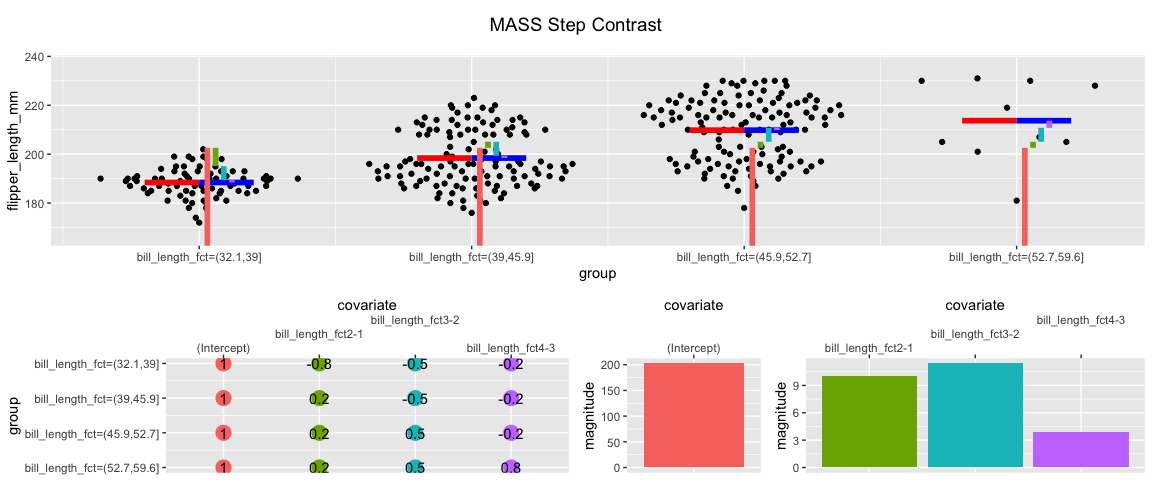 MASS Step Contrast
flipper_length_mm
240
220
200
180
bill_length_fct=(32.1,39]
bill_length_fct=(39,45.9]
bill_length_fct=(45.9,52.7]
bill_length_fct=(52.7,59.6]
group
covariate
bill_length_fct3-2
bill_length_fct2-1
(Intercept)
bill_length_fct4-3
group
bill_length_fct=(32.1,39]
1
-0.8
-0.5
-0.2
bill_length_fct=(39,45.9]
1
0.2
-0.5
-0.2
bill_length_fct=(45.9,52.7]
1
0.2
0.5
-0.2
bill_length_fct=(52.7,59.6]
1
0.2
0.5
0.8
covariate
(Intercept)
magnitude
200
150
100
50
0
covariate
bill_length_fct4-3
bill_length_fct3-2
bill_length_fct2-1
magnitude
9
6
3
0